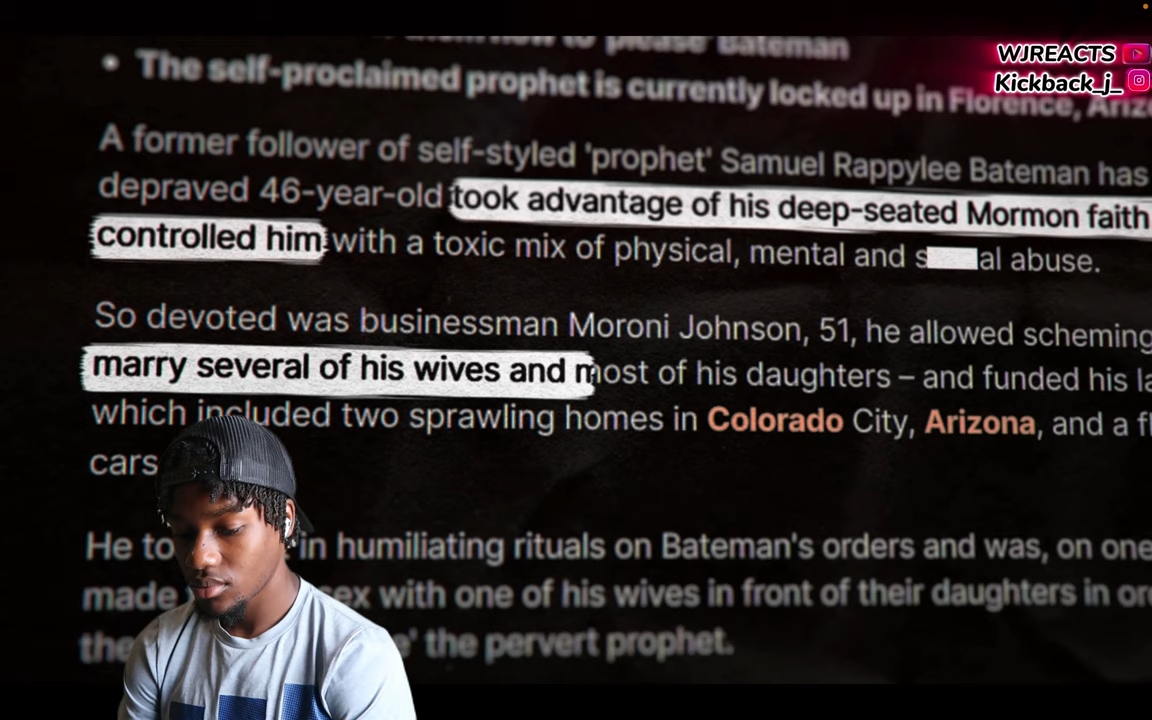 to please Bateman
• The self-proclaimed prophet is currently locked up in Florence,
A former follower of self-styled 'prophet' Samuel Rappylee Bateman has
depraved 46-year-old took advantage of his deep-seated Mormon faith
controlled him with a toxic mix of physical, mental and s al abuse.
So devoted was businessman Moroni Johnson, 51, he allowed scheming
marry several of his wives and most of his daughters – and funded his
which included two sprawling homes in Colorado City, Arizona, and a
cars
He in humiliating rituals on Bateman's orders and was, on one
made ex with one of his wives in front of their daughters in
the e' the pervert prophet.
WJREACTS
Kickback_j_